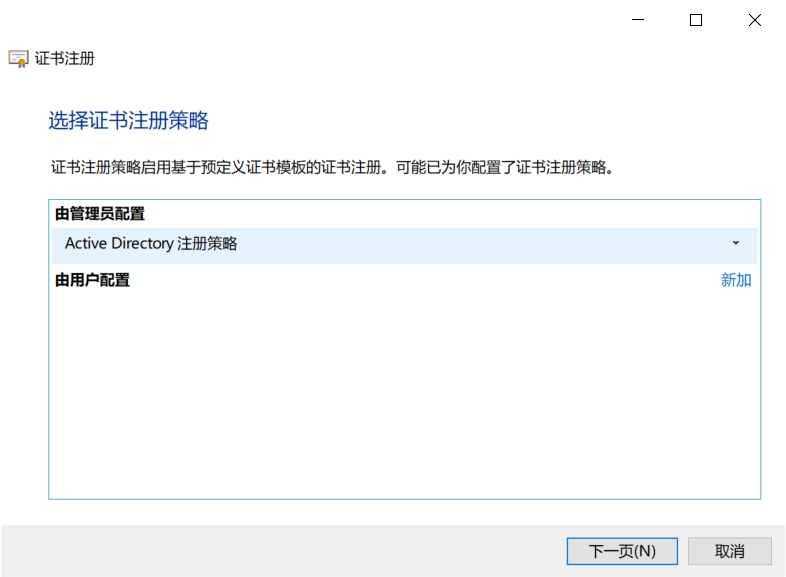 证书注册
选择证书注册策略
证书注册策略启用基于预定义证书模板的证书注册。可能已为你配置了证书注册策略。
由管理员配置
Active Directory 注册策略
由用户配置 新加
下一页(N) 取消